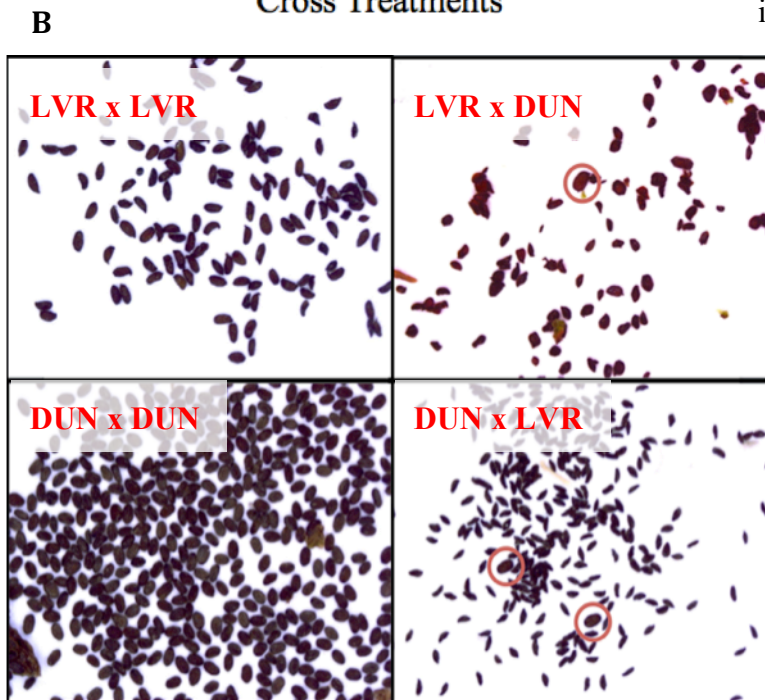 Cross Treatments
B
i
LVR x LVR
LVR x DUN
DUN x DUN
DUN x LVR